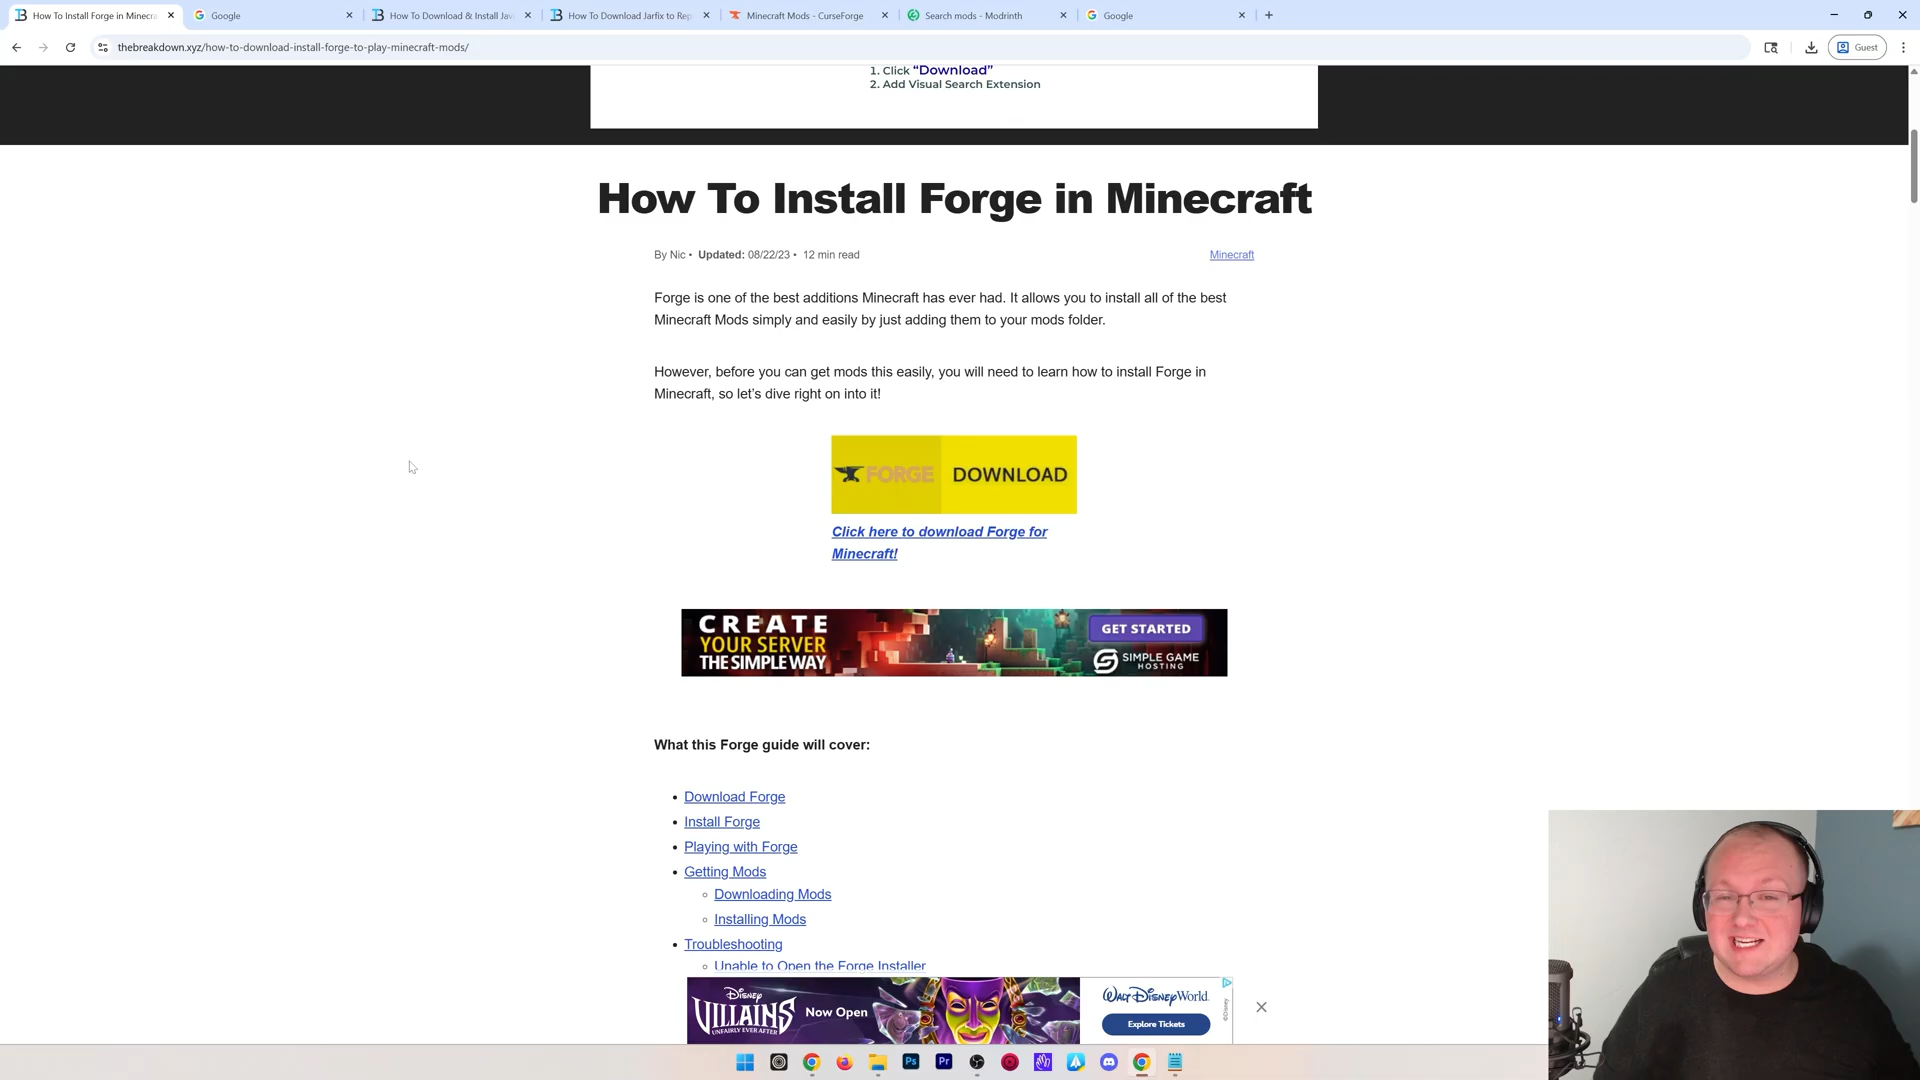 How To Install Forge in Minecra
Google
How To Download & Install Jav
How To Download Jarfix to Rep
Minecraft Mods - CurseForge
Search mods - Modrinth
Google
thebreakdown.xyz/how-to-download-install-forge-to-play-minecraft-mods/
Guest
1. Click “Download”
2. Add Visual Search Extension
How To Install Forge in Minecraft
By Nic • Updated: 08/22/23 • 12 min read
Minecraft
Forge is one of the best additions Minecraft has ever had. It allows you to install all of the best
Minecraft Mods simply and easily by just adding them to your mods folder.
However, before you can get mods this easily, you will need to learn how to install Forge in
Minecraft, so let’s dive right on into it!
FORGE DOWNLOAD
Click here to download Forge for
Minecraft!
CREATE
YOUR SERVER
THE SIMPLE WAY
GET STARTED
SIMPLE GAME
HOSTING
What this Forge guide will cover:
• Download Forge
• Install Forge
• Playing with Forge
• Getting Mods
◦ Downloading Mods
◦ Installing Mods
• Troubleshooting
◦ Unable to Open the Forge Installer
Disney
VILLAINS
UNFAIRLY EVER AFTER
Now Open
Walt Disney World
Explore Tickets
©Disney
Ps
Pr